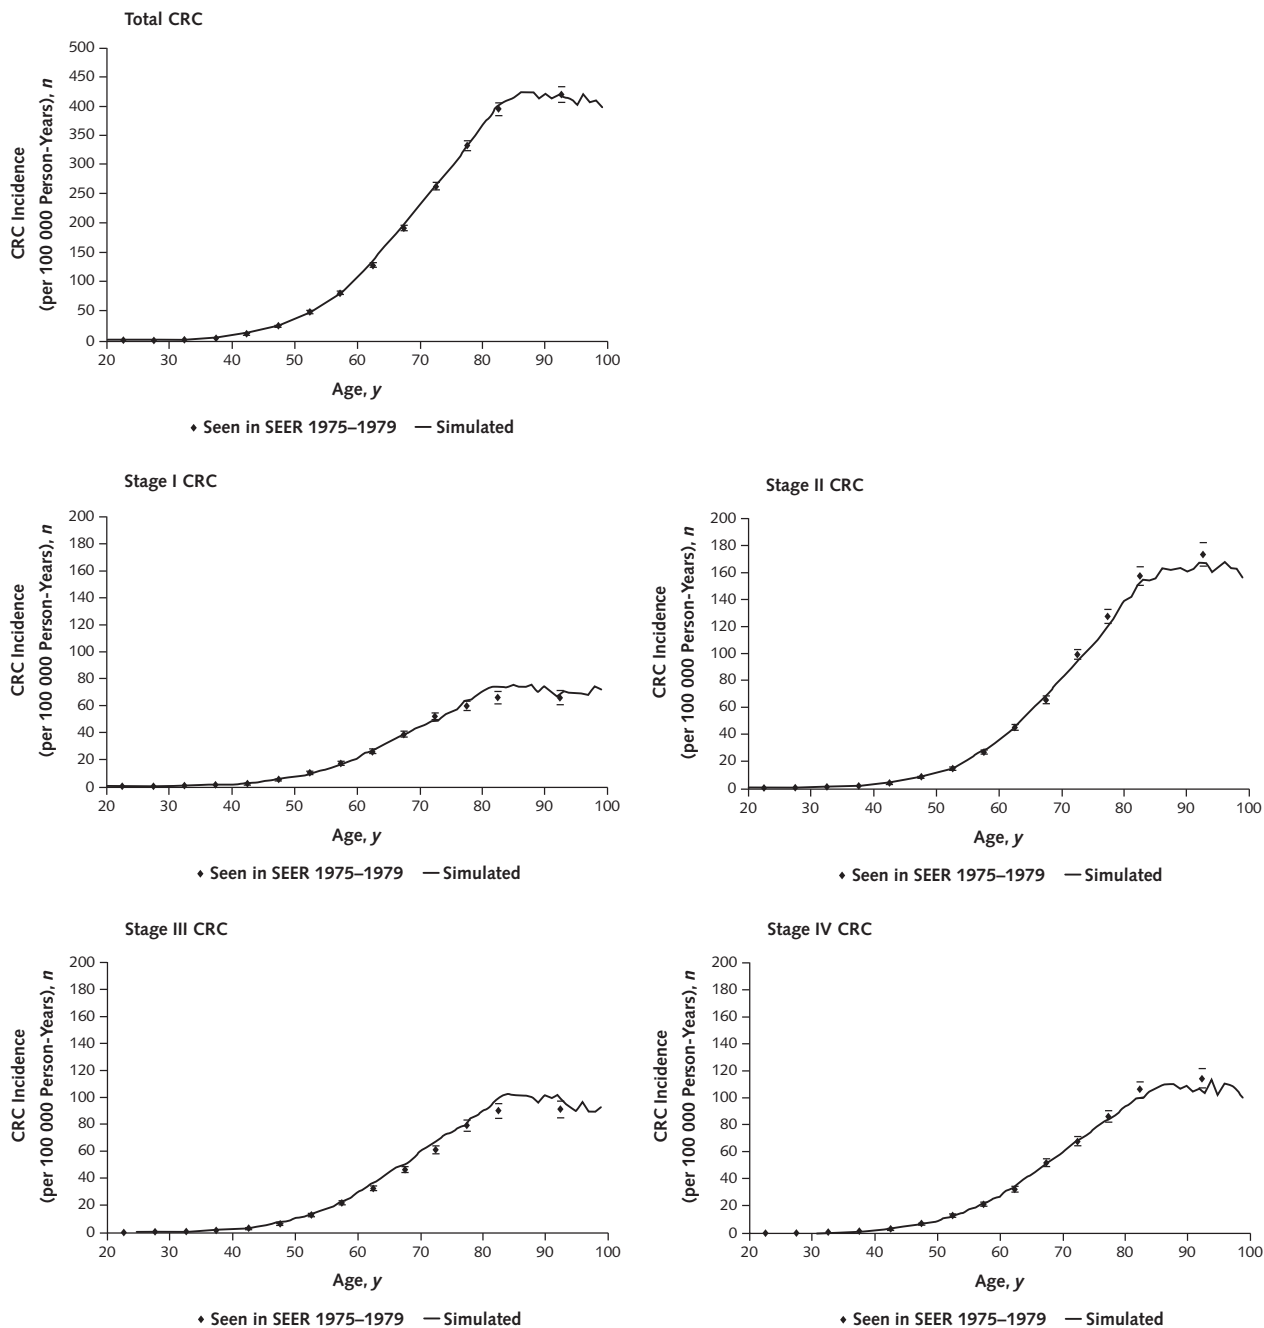 Total CRC
CRC Incidence
(per 100 000 Person-Years), n
500
450
400
350
300
250
200
150
100
50
0
20 30 40 50 60 70 80 90 100
Age, y
♦ Seen in SEER 1975–1979 — Simulated
Stage I CRC
CRC Incidence
(per 100 000 Person-Years), n
200
180
160
140
120
100
80
60
40
20
0
20 30 40 50 60 70 80 90 100
Age, y
♦ Seen in SEER 1975–1979 — Simulated
Stage II CRC
CRC Incidence
(per 100 000 Person-Years), n
200
180
160
140
120
100
80
60
40
20
0
20 30 40 50 60 70 80 90 100
Age, y
♦ Seen in SEER 1975–1979 — Simulated
Stage III CRC
CRC Incidence
(per 100 000 Person-Years), n
200
180
160
140
120
100
80
60
40
20
0
20 30 40 50 60 70 80 90 100
Age, y
♦ Seen in SEER 1975–1979 — Simulated
Stage IV CRC
CRC Incidence
(per 100 000 Person-Years), n
200
180
160
140
120
100
80
60
40
20
0
20 30 40 50 60 70 80 90 100
Age, y
♦ Seen in SEER 1975–1979 — Simulated